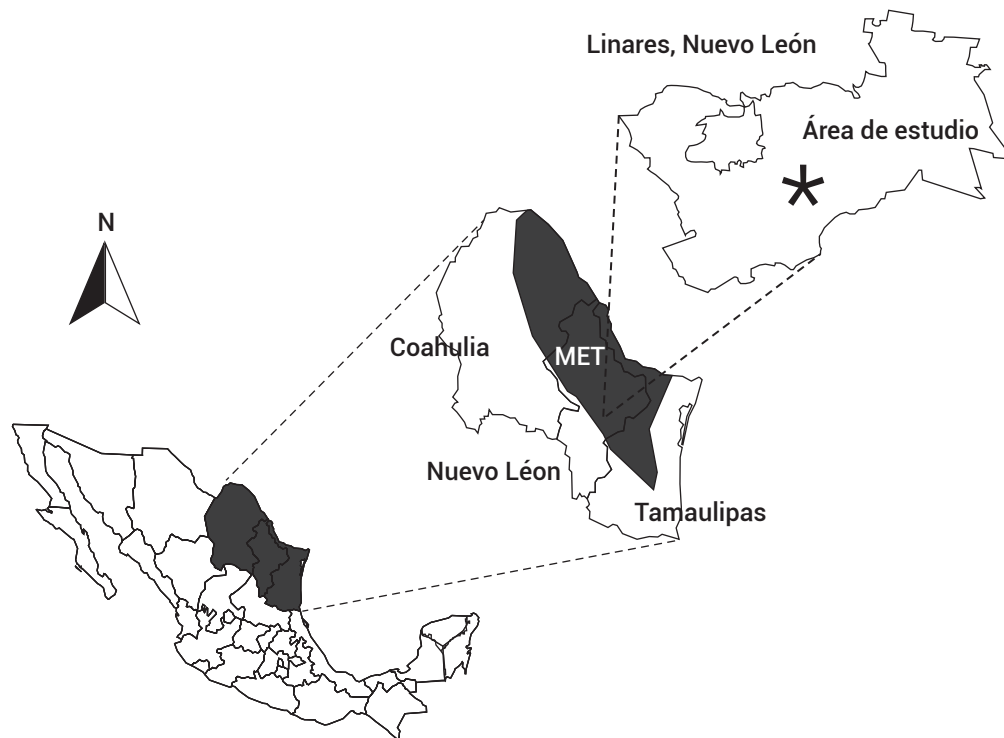 Linares, Nuevo León
Área de estudio
N
Coahulia
MET
Nuevo Léon
Tamaulipas